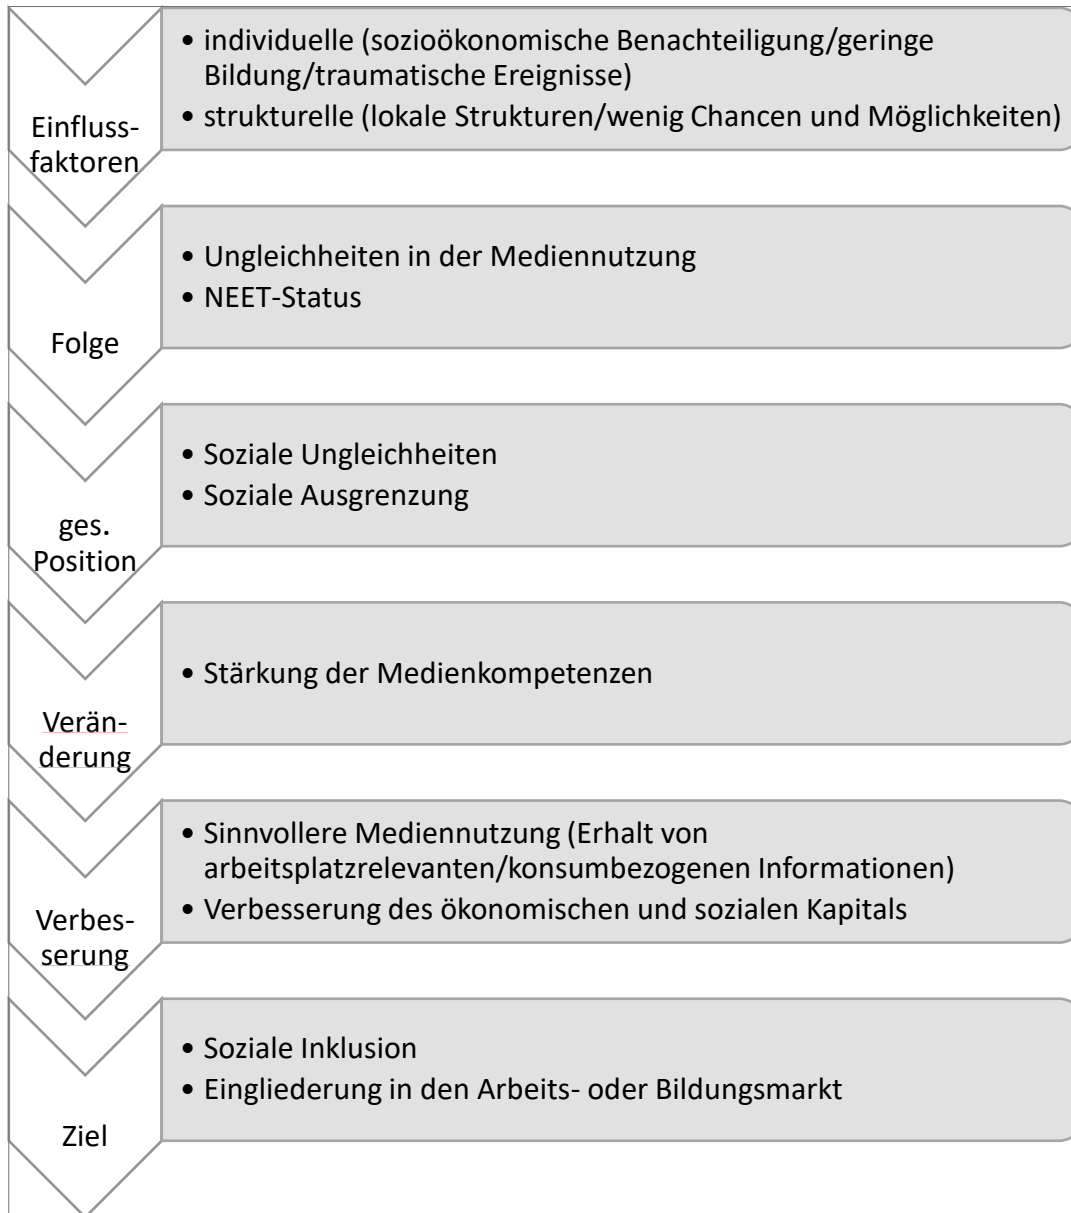 Einfluss-
faktoren
• individuelle (sozioökonomische Benachteiligung/geringe
Bildung/traumatische Ereignisse)
• strukturelle (lokale Strukturen/wenig Chancen und Möglichkeiten)
Folge
• Ungleichheiten in der Mediennutzung
• NEET-Status
ges.
Position
• Soziale Ungleichheiten
• Soziale Ausgrenzung
Verän-
derung
• Stärkung der Medienkompetenzen
Verbes-
serung
• Sinnvollere Mediennutzung (Erhalt von
arbeitsplatzrelevanten/konsumbezogenen Informationen)
• Verbesserung des ökonomischen und sozialen Kapitals
Ziel
• Soziale Inklusion
• Eingliederung in den Arbeits- oder Bildungsmarkt